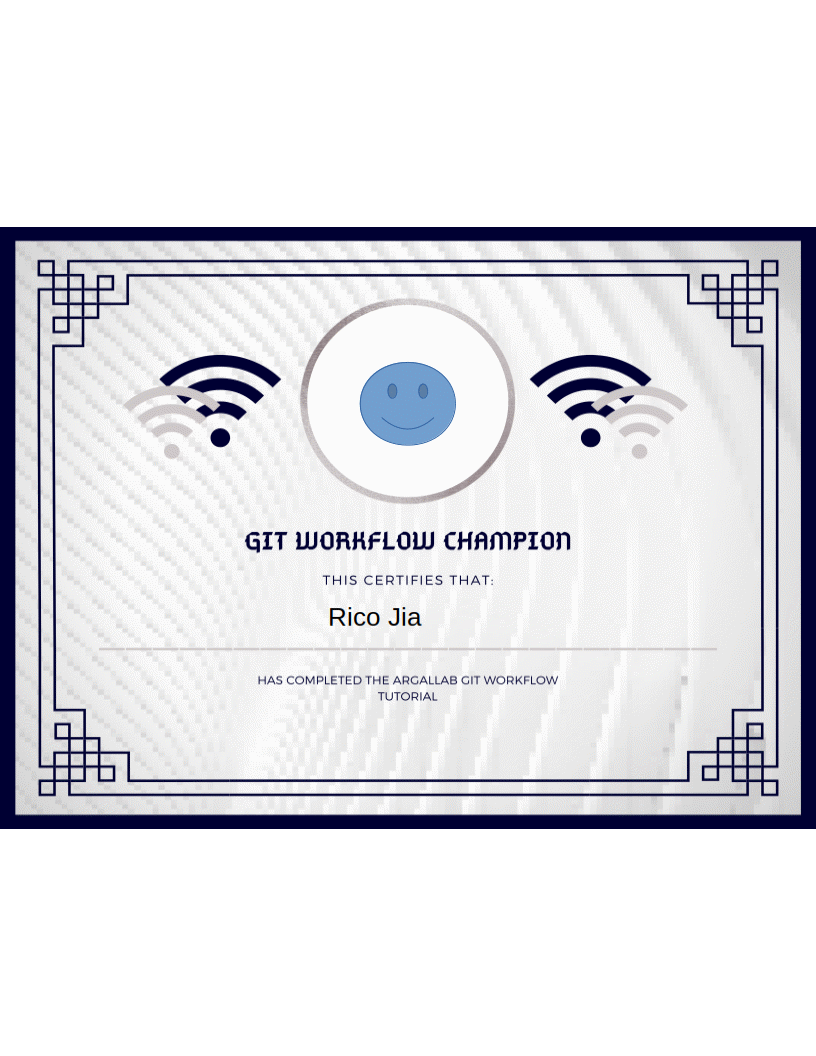 GIT WORKFLOW CHAMPION
THIS CERTIFIES THAT:
Rico Jia
HAS COMPLETED THE ARGALLAB GIT WORKFLOW
TUTORIAL